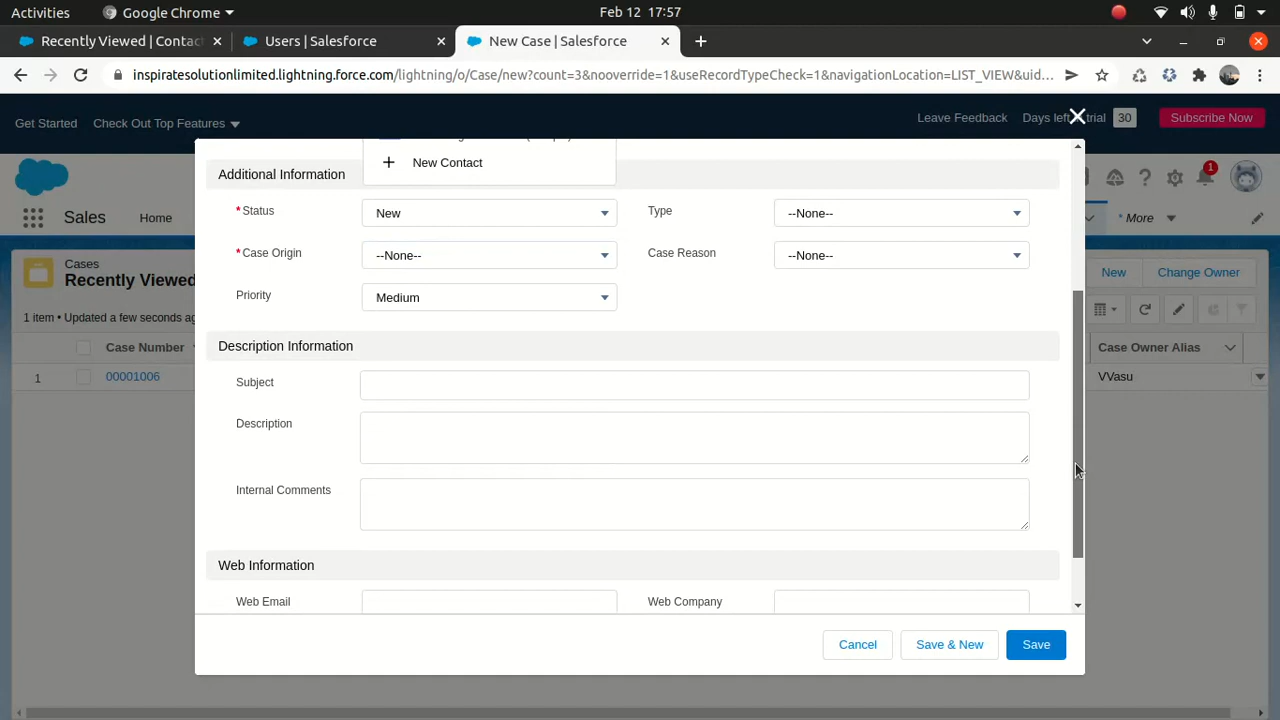 Activities
Google Chrome
Feb 12 17:57
Recently Viewed | Contac
Users | Salesforce
New Case | Salesforce
inspiratesolutionlimited.lightning.force.com/lightning/o/Case/new?count=3&nooverride=1&useRecordTypeCheck=1&navigationLocation=LIST_VIEW&uid...
Get Started
Check Out Top Features
Leave Feedback
Days left
trial
30
Subscribe Now
1
Sales
Home
* More
Cases
Recently Viewed
New
Change Owner
1 item • Updated a few seconds ag
Case Number
Case Owner Alias
1
00001006
VVasu
New Contact
Additional Information
*Status
New
Type
--None--
*Case Origin
--None--
Case Reason
--None--
Priority
Medium
Description Information
Subject
Description
Internal Comments
Web Information
Web Email
Web Company
Cancel
Save & New
Save